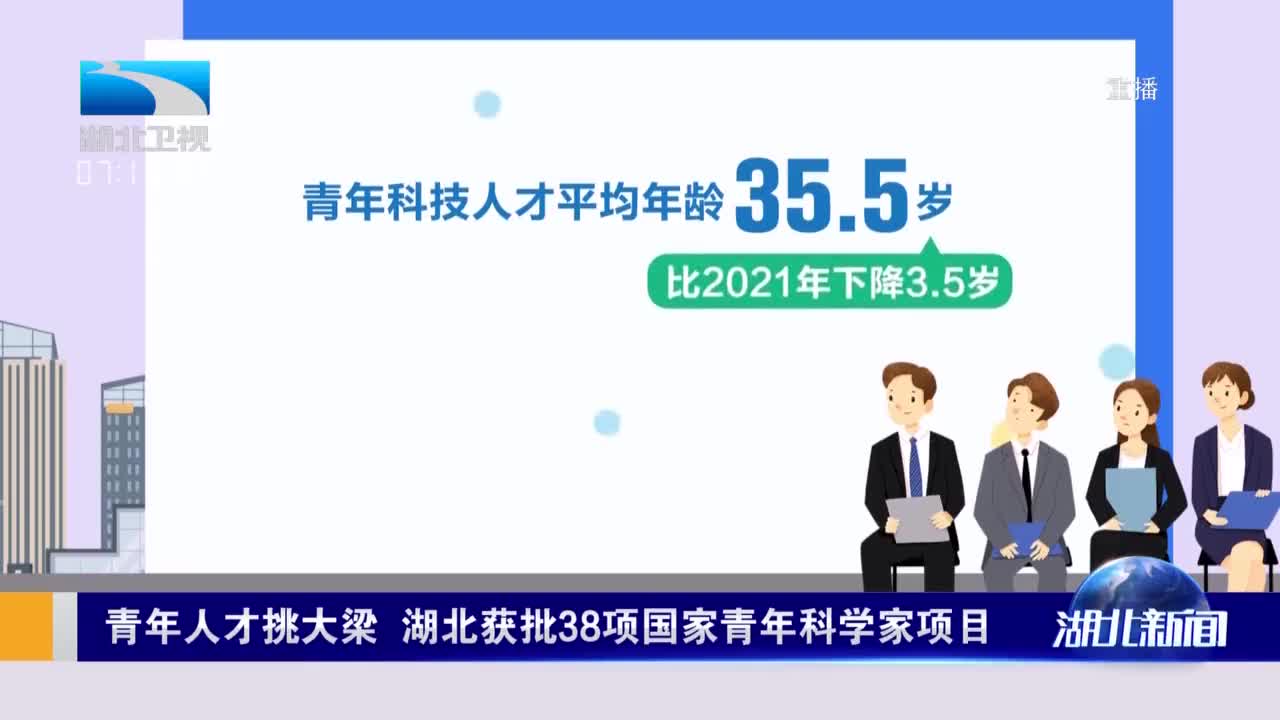 湖北卫视
直播
07:1
青年科技人才平均年龄35.5岁
比2021年下降3.5岁
青年人才挑大梁 湖北获批38项国家青年科学家项目
湖北新闻